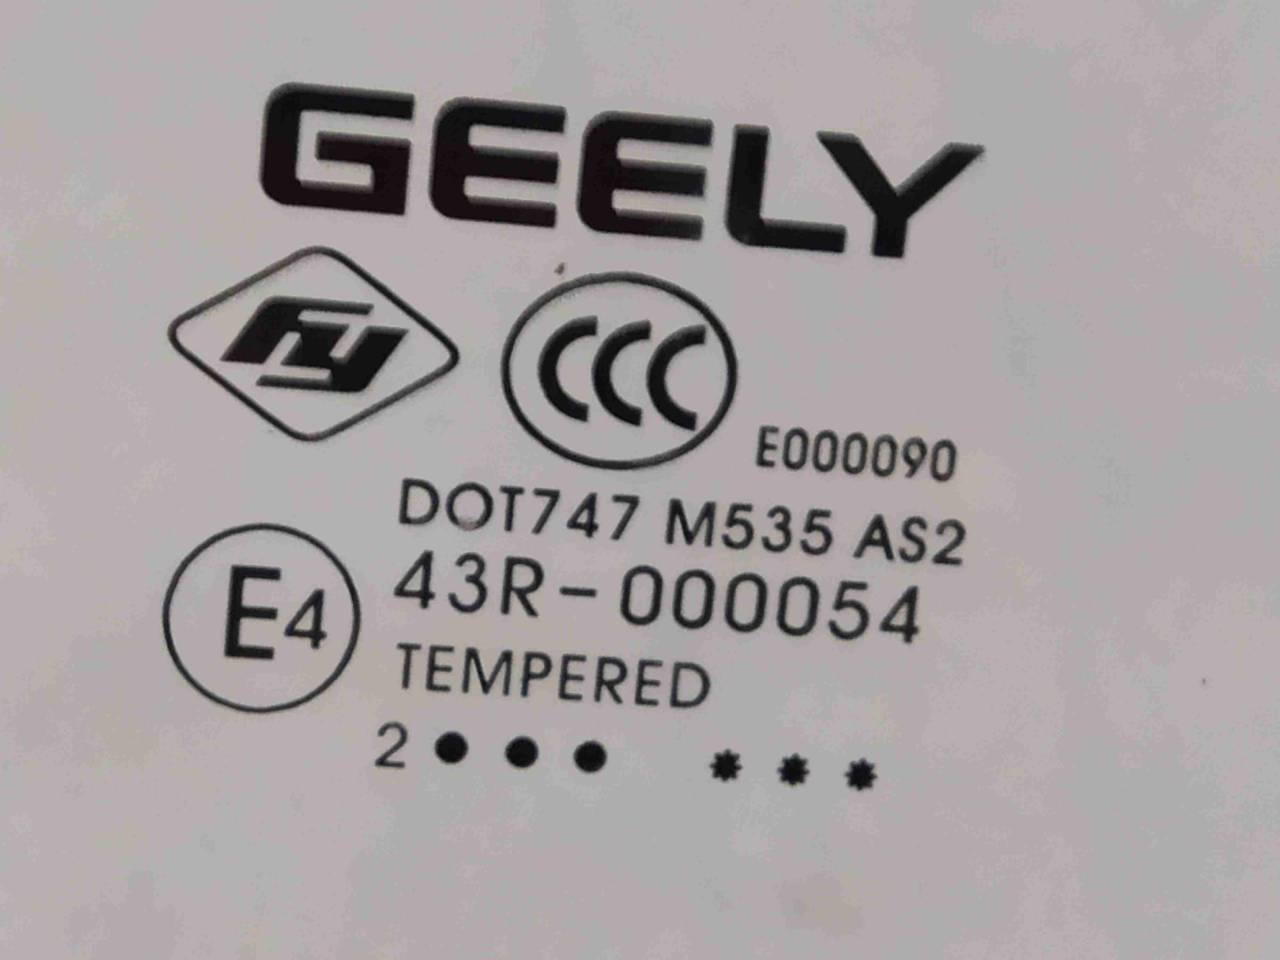 GEELY
FY
CCC
E000090
DOT747 M535 AS2
43R-000054
E4
TEMPERED
2●●● ***